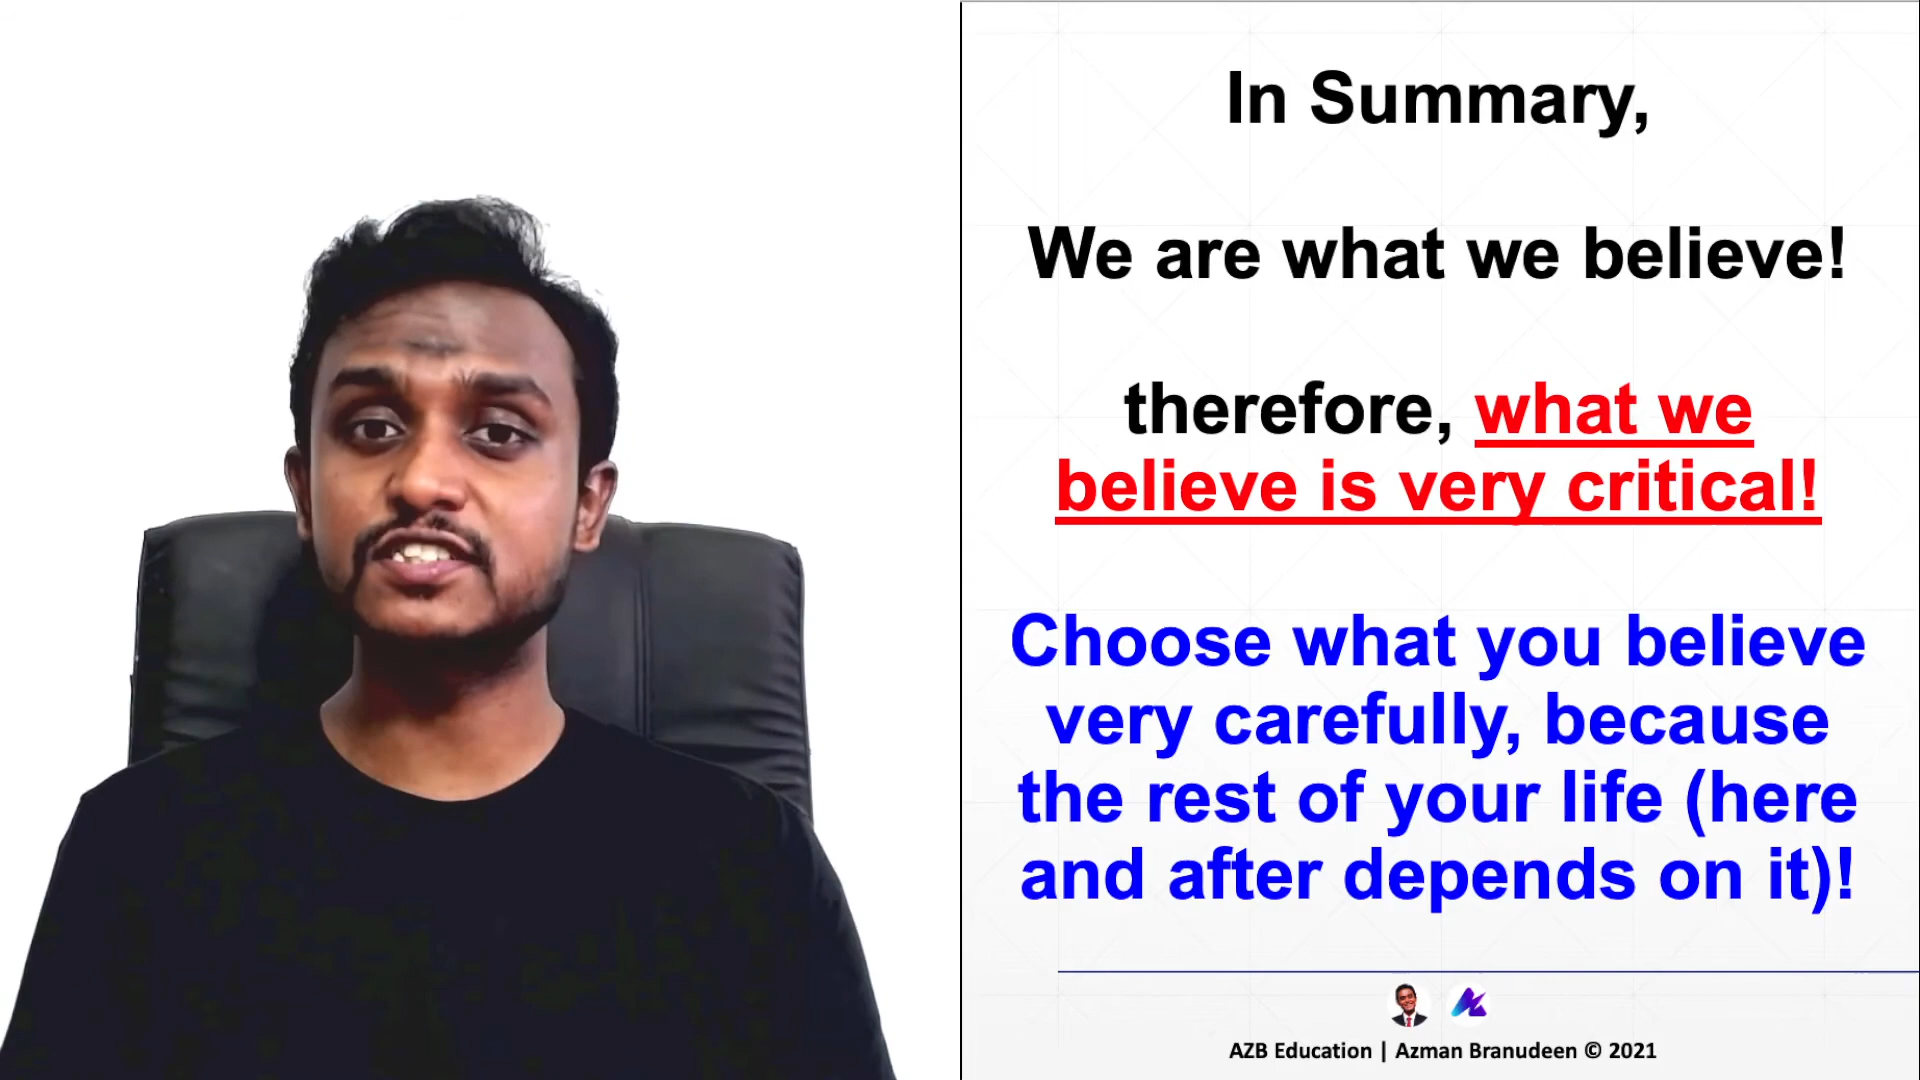 In Summary,
We are what we believe!
therefore, what we
believe is very critical!
Choose what you believe
very carefully, because
the rest of your life (here
and after depends on it)!
AZB Education | Azman Branudeen © 2021